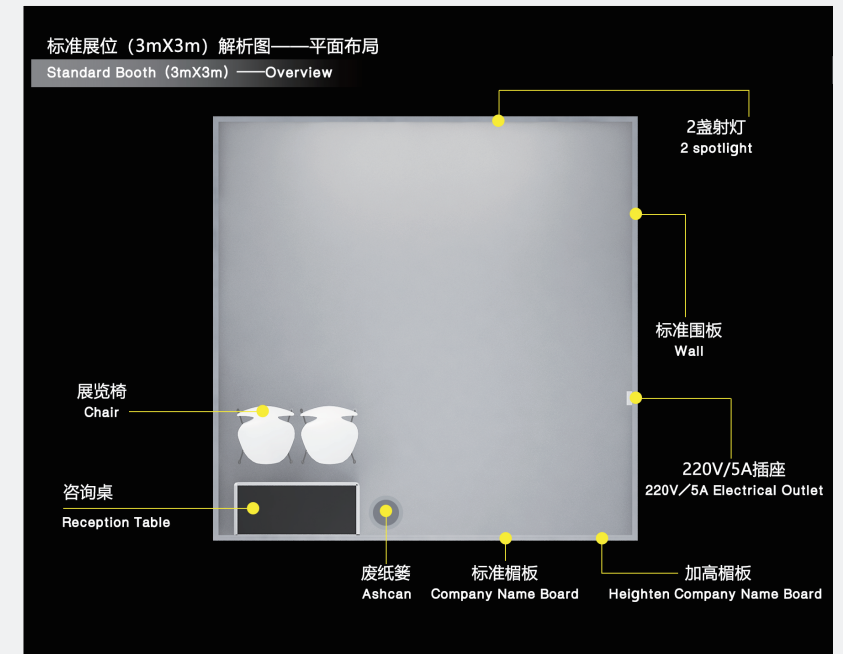 标准展位（3mX3m）解析图——平面布局
Standard Booth（3mX3m）——Overview
2盏射灯
2 spotlight
标准围板
Wall
展览椅
Chair
220V/5A插座
220V/5A Electrical Outlet
咨询桌
Reception Table
废纸篓
Ashcan
标准楣板
Company Name Board
加高楣板
Heighten Company Name Board